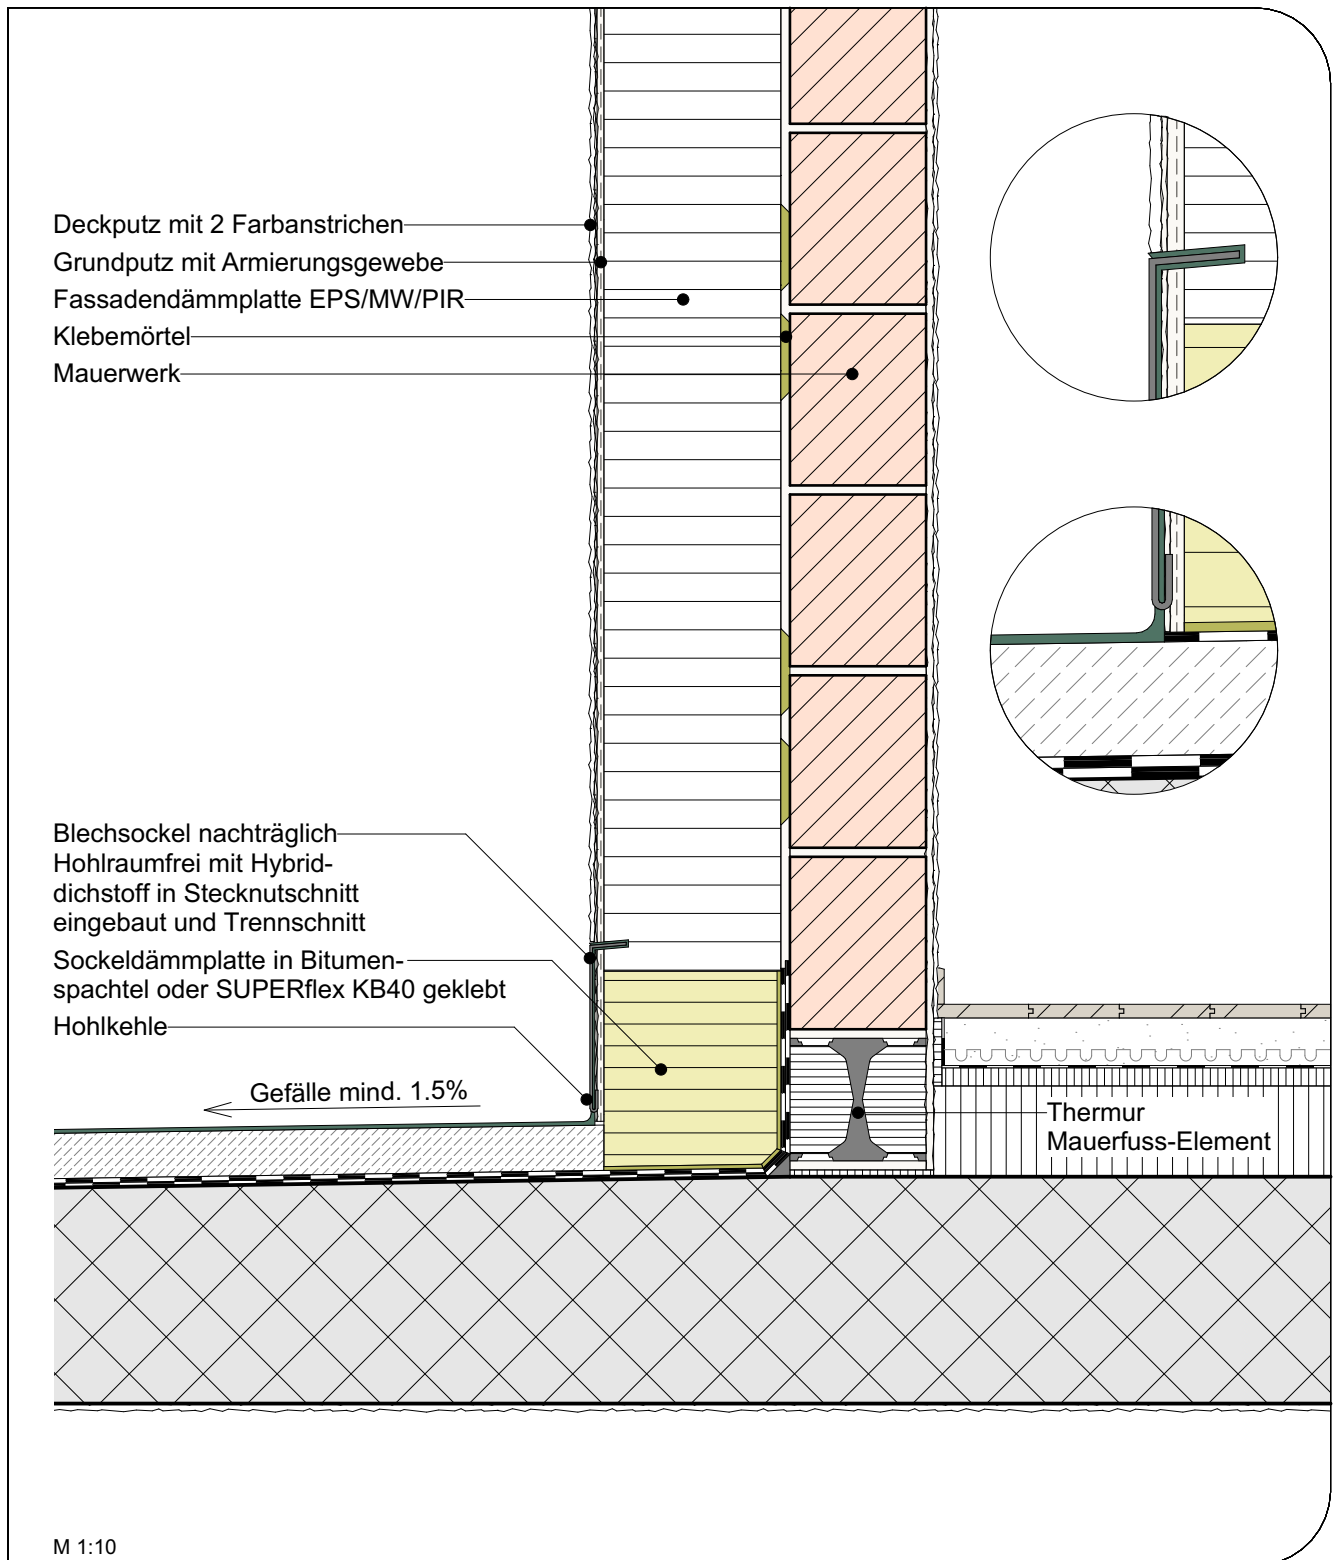 Deckputz mit 2 Farbanstrichen
Grundputz mit Armierungsgewebe
Fassadendämmplatte EPS/MW/PIR
Klebemörtel
Mauerwerk
Blechsockel nachträglich
Hohlraumfrei mit Hybrid-
dichstoff in Stecknutschnitt
eingebaut und Trennschnitt
Sockeldämmplatte in Bitumen-
spachtel oder SUPERflex KB40 geklebt
Hohlkehle
Gefälle mind. 1.5%
Thermur
Mauerfuss-Element
M 1:10